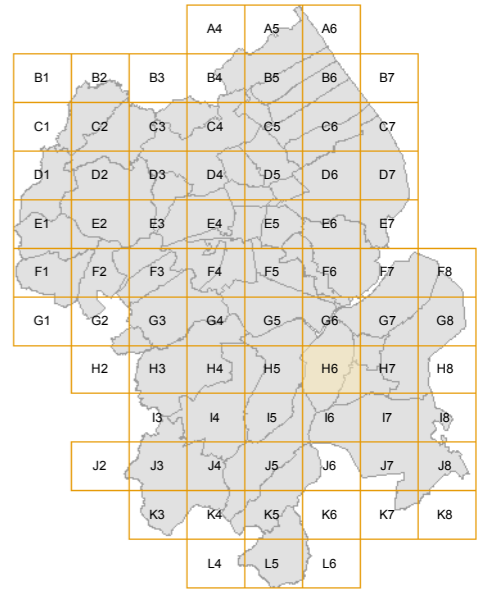 A4 A5 A6
B1 B2 B3 B4 B5 B6 B7
C1 C2 C3 C4 C5 C6 C7
D1 D2 D3 D4 D5 D6 D7
E1 E2 E3 E4 E5 E6 E7
F1 F2 F3 F4 F5 F6 F7 F8
G1 G2 G3 G4 G5 G6 G7 G8
H2 H3 H4 H5 H6 H7 H8
I3 I4 I5 I6 I7 I8
J2 J3 J4 J5 J6 J7 J8
K3 K4 K5 K6 K7 K8
L4 L5 L6